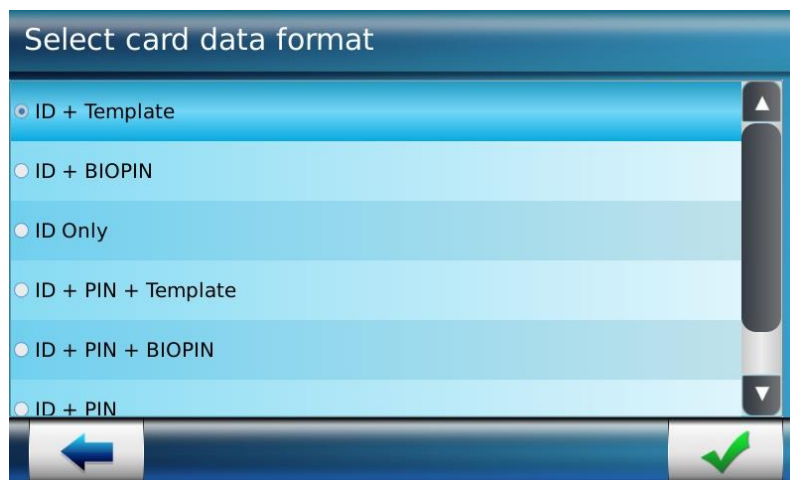 Select card data format
ID + Template
ID + BIOPIN
ID Only
ID + PIN + Template
ID + PIN + BIOPIN
ID + PIN